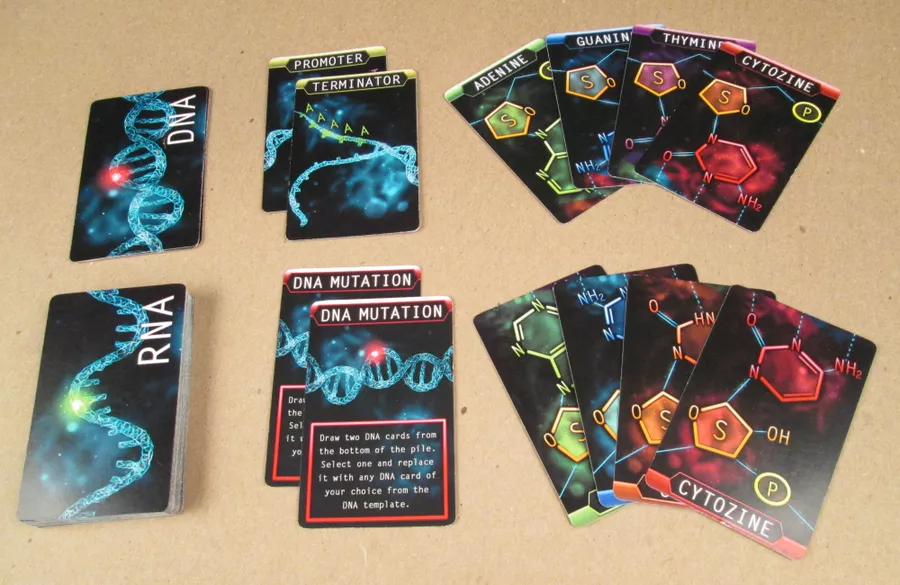 DNA
PROMOTER
TERMINATOR
A
A
A
A
A
ADENINE
S
GUANIN
S
O
NH₂
THYMINE
S
O
O
CYTOZINE
S
O
P
N
O
N
NH₂
RNA
DNA MUTATION
DNA MUTATION
Draw two DNA cards from
the bottom of the pile.
Select one and replace
it with any DNA card of
your choice from the
DNA template.
N
N
N
S
NH₂
N
O
HN
N
S
O
N
N
NH₂
O
S
OH
P
CYTOZINE